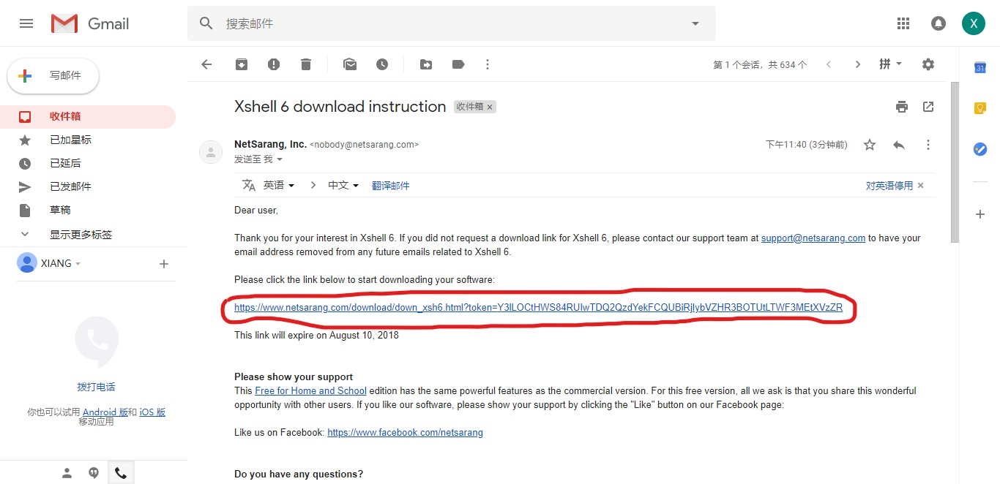 Gmail
搜索邮件
X
写邮件
第 1 个会话，共 634 个
拼
31
收件箱
已加星标
已延后
已发邮件
草稿
显示更多标签
XIANG
拨打电话
你也可以试用 Android 版和 iOS 版
移动应用
Xshell 6 download instruction 收件箱 ×
NetSarang, Inc. <nobody@netsarang.com> 下午11:40 (3分钟前)
发送至 我
英语 > 中文 翻译邮件 对英语停用 ×
Dear user,
Thank you for your interest in Xshell 6. If you did not request a download link for Xshell 6, please contact our support team at support@netsarang.com to have your
email address removed from any future emails related to Xshell 6.
Please click the link below to start downloading your software:
https://www.netsarang.com/download/down_xsh6.html?token=Y3lLOCtHWS84RUIwTDQ2QzdYekFCQUBiRjlybVZHR3BOTUtLTWF3MEtXVzZR
This link will expire on August 10, 2018
Please show your support
This Free for Home and School edition has the same powerful features as the commercial version. For this free version, all we ask is that you share this wonderful
opportunity with other users. If you like our software, please show your support by clicking the "Like" button on our Facebook page:
Like us on Facebook: https://www.facebook.com/netsarang
Do you have any questions?